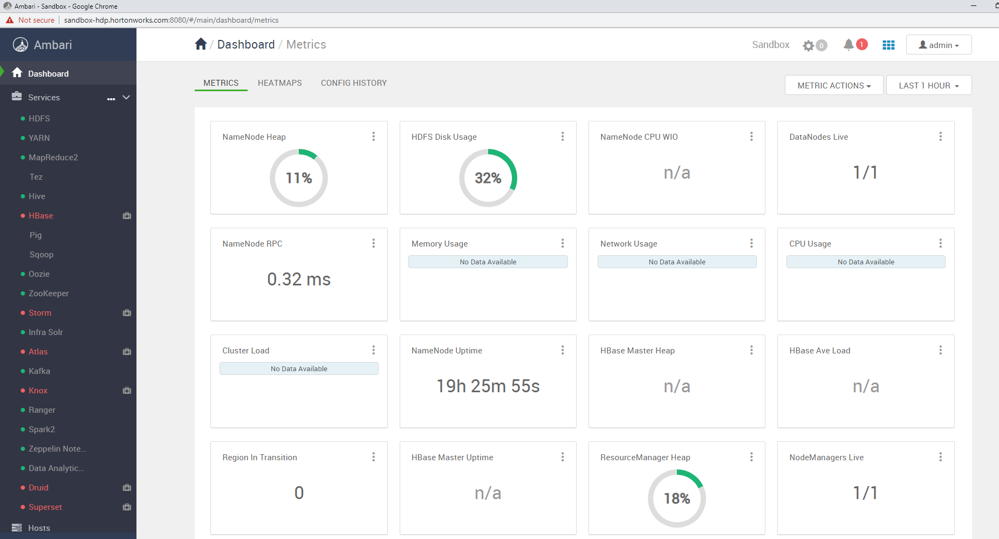 Ambari - Sandbox - Google Chrome
Not secure | sandbox-hdp.hortonworks.com:8080/#/main/dashboard/metrics
Ambari
/ Dashboard / Metrics
Sandbox
0
1
admin
Dashboard
Services
HDFS
YARN
MapReduce2
Tez
Hive
HBase
Pig
Sqoop
Oozie
ZooKeeper
Storm
Infra Solr
Atlas
Kafka
Knox
Ranger
Spark2
Zeppelin Note...
Data Analytic...
Druid
Superset
Hosts
METRICS HEATMAPS CONFIG HISTORY
METRIC ACTIONS LAST 1 HOUR
NameNode Heap
11%
HDFS Disk Usage
32%
NameNode CPU WIO
n/a
DataNodes Live
1/1
NameNode RPC
0.32 ms
Memory Usage
No Data Available
Network Usage
No Data Available
CPU Usage
No Data Available
Cluster Load
No Data Available
NameNode Uptime
19h 25m 55s
HBase Master Heap
n/a
HBase Ave Load
n/a
Region In Transition
0
HBase Master Uptime
n/a
ResourceManager Heap
18%
NodeManagers Live
1/1